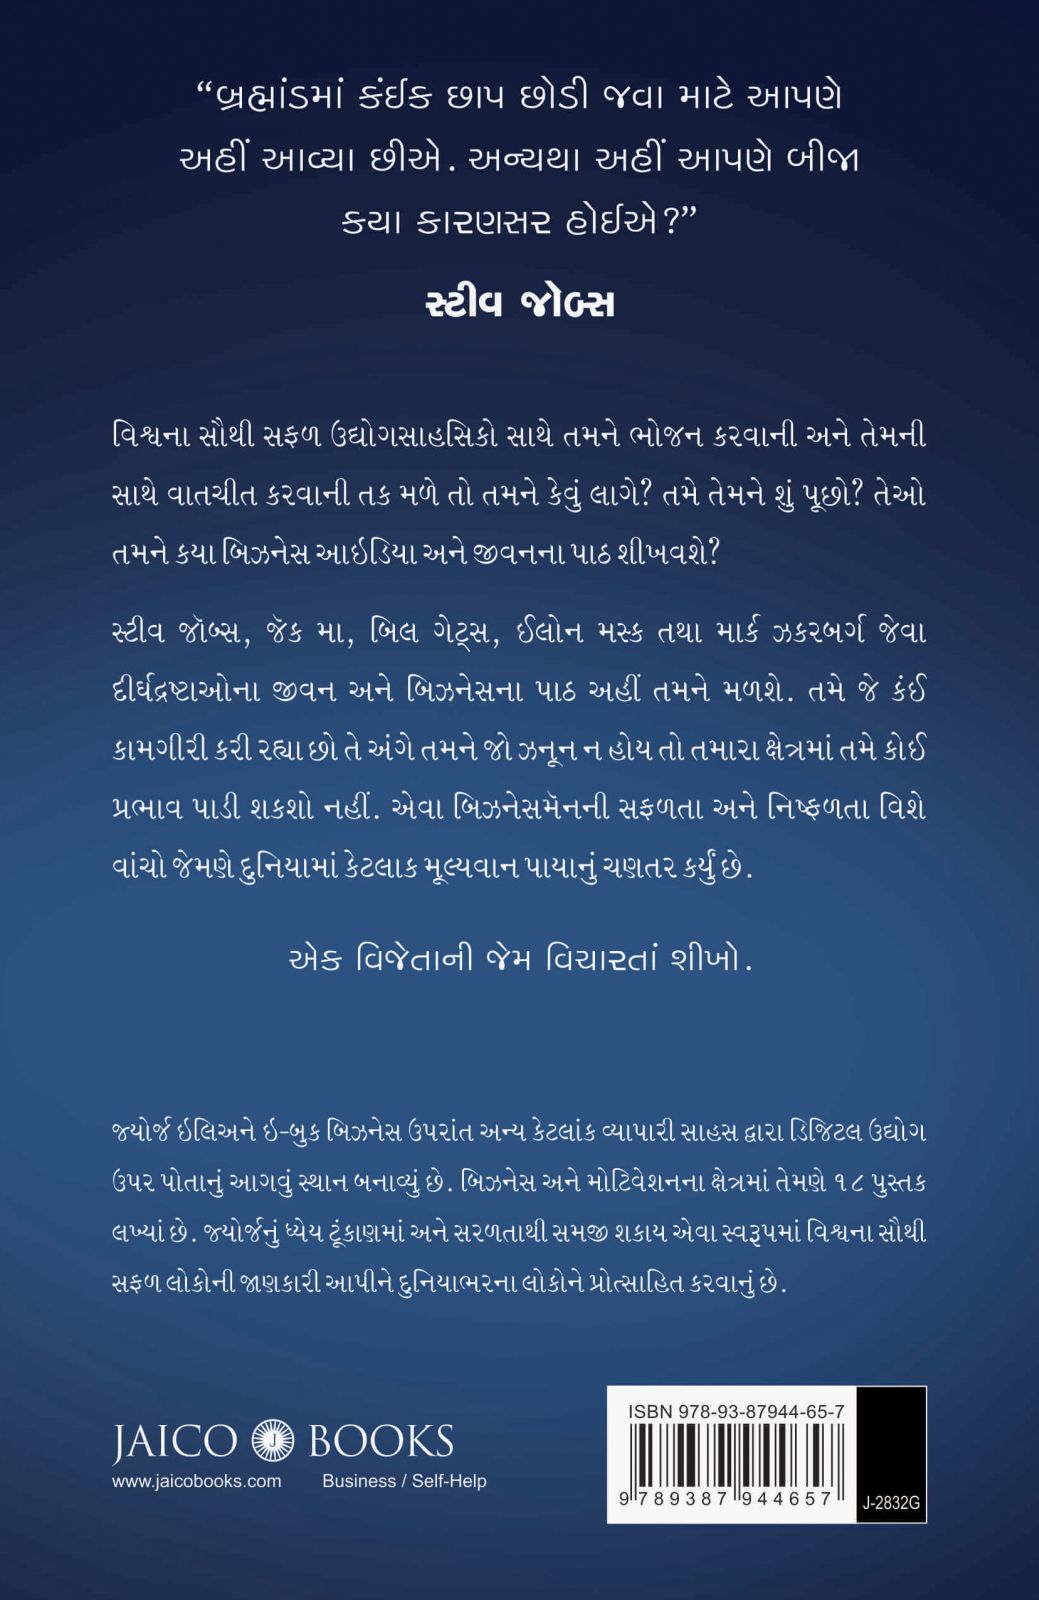 “બ્રહ્માંડમાં કંઈક છાપ છોડી જવા માટે આપણે
અહીં આવ્યા છીએ. અન્યથા અહીં આપણે બીજા
કયા કારણસર હોઈએ?”
સ્ટીવ જોબ્સ
વિશ્વના સૌથી સફળ ઉદ્યોગસાહસિકો સાથે તમને ભોજન કરવાની અને તેમની
સાથે વાતચીત કરવાની તક મળે તો તમને કેવું લાગે? તમે તેમને શું પૂછો? તેઓ
તમને કયા બિઝનેસ આઇડિયા અને જીવનના પાઠ શીખવશે?
સ્ટીવ જૉબ્સ, જૅક મા, બિલ ગેટ્સ, ઈલોન મસ્ક તથા માર્ક ઝકરબર્ગ જેવા
દીર્ઘદ્રષ્ટાઓના જીવન અને બિઝનેસના પાઠ અહીં તમને મળશે. તમે જે કંઈ
કામગીરી કરી રહ્યા છો તે અંગે તમને જો ઝનૂન ન હોય તો તમારા ક્ષેત્રમાં તમે કોઈ
પ્રભાવ પાડી શકશો નહીં. એવા બિઝનેસમૅનની સફળતા અને નિષ્ફળતા વિશે
વાંચો જેમણે દુનિયામાં કેટલાક મૂલ્યવાન પાયાનું ચણતર કર્યું છે.
એક વિજેતાની જેમ વિચારતાં શીખો.
જ્યોર્જ ઇલિઅને ઇ-બુક બિઝનેસ ઉપરાંત અન્ય કેટલાંક વ્યાપારી સાહસ દ્વારા ડિજિટલ ઉદ્યોગ
ઉપર પોતાનું આગવું સ્થાન બનાવ્યું છે. બિઝનેસ અને મોટિવેશનના ક્ષેત્રમાં તેમણે ૧૮ પુસ્તક
લખ્યાં છે. જ્યોર્જનું ધ્યેય ટૂંકાણમાં અને સરળતાથી સમજી શકાય એવા સ્વરૂપમાં વિશ્વના સૌથી
સફળ લોકોની જાણકારી આપીને દુનિયાભરના લોકોને પ્રોત્સાહિત કરવાનું છે.
JAICO J BOOKS
www.jaicobooks.com Business / Self-Help
ISBN 978-93-87944-65-7
9 789387 944657
J-2832G